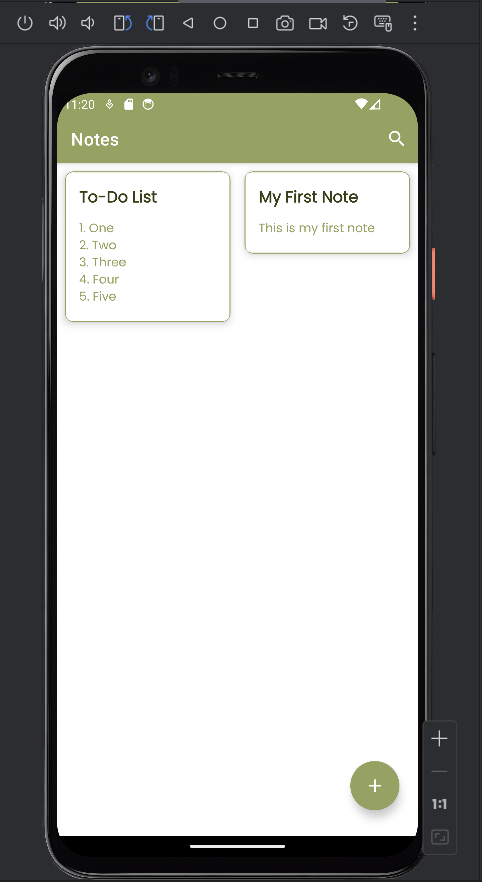 11:20
Notes
To-Do List
1. One
2. Two
3. Three
4. Four
5. Five
My First Note
This is my first note
1:1